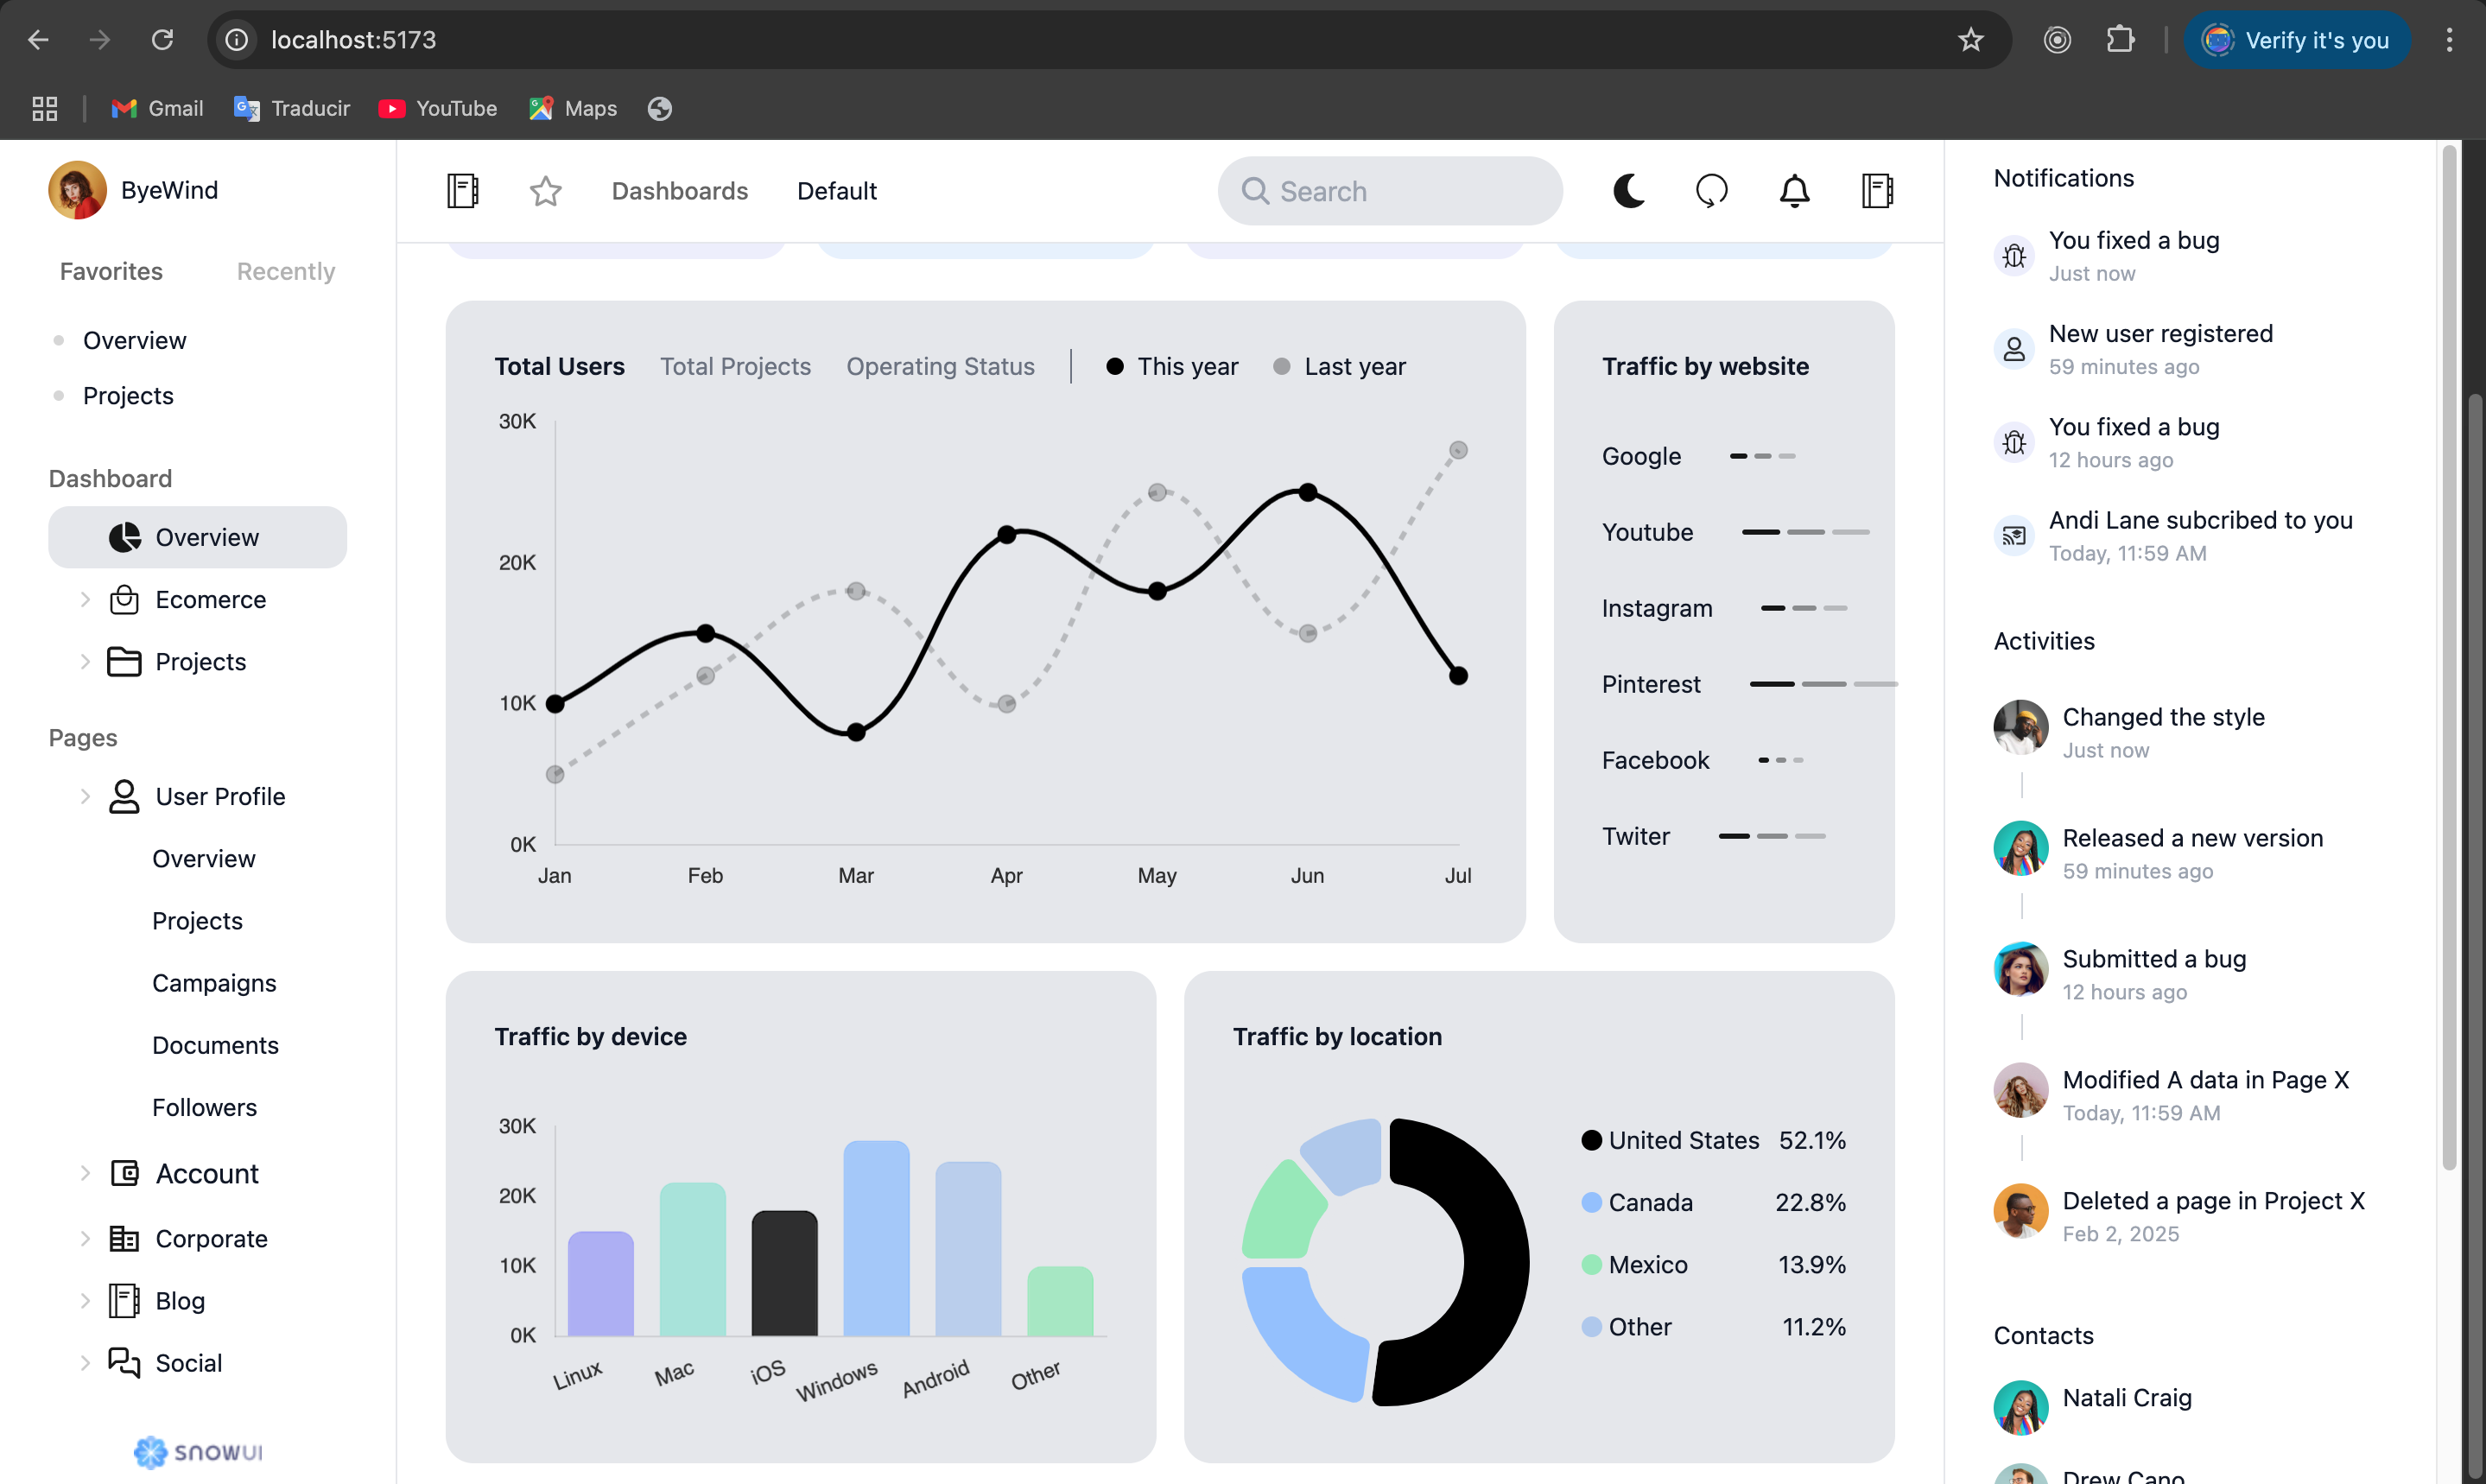 localhost:5173
Verify it's you
Gmail
Traducir
YouTube
Maps
ByeWind
Favorites
Recently
Overview
Projects
Dashboard
Overview
Ecomerce
Projects
Pages
User Profile
Overview
Projects
Campaigns
Documents
Followers
Account
Corporate
Blog
Social
snowUI
Dashboards
Default
Search
Total Users
Total Projects
Operating Status
This year
Last year
30K
20K
10K
0K
Jan
Feb
Mar
Apr
May
Jun
Jul
Traffic by website
Google
Youtube
Instagram
Pinterest
Facebook
Twiter
Traffic by device
30K
20K
10K
0K
Linux
Mac
iOS
Windows
Android
Other
Traffic by location
United States 52.1%
Canada 22.8%
Mexico 13.9%
Other 11.2%
Notifications
You fixed a bug
Just now
New user registered
59 minutes ago
You fixed a bug
12 hours ago
Andi Lane subcribed to you
Today, 11:59 AM
Activities
Changed the style
Just now
Released a new version
59 minutes ago
Submitted a bug
12 hours ago
Modified A data in Page X
Today, 11:59 AM
Deleted a page in Project X
Feb 2, 2025
Contacts
Natali Craig
Drew Cano